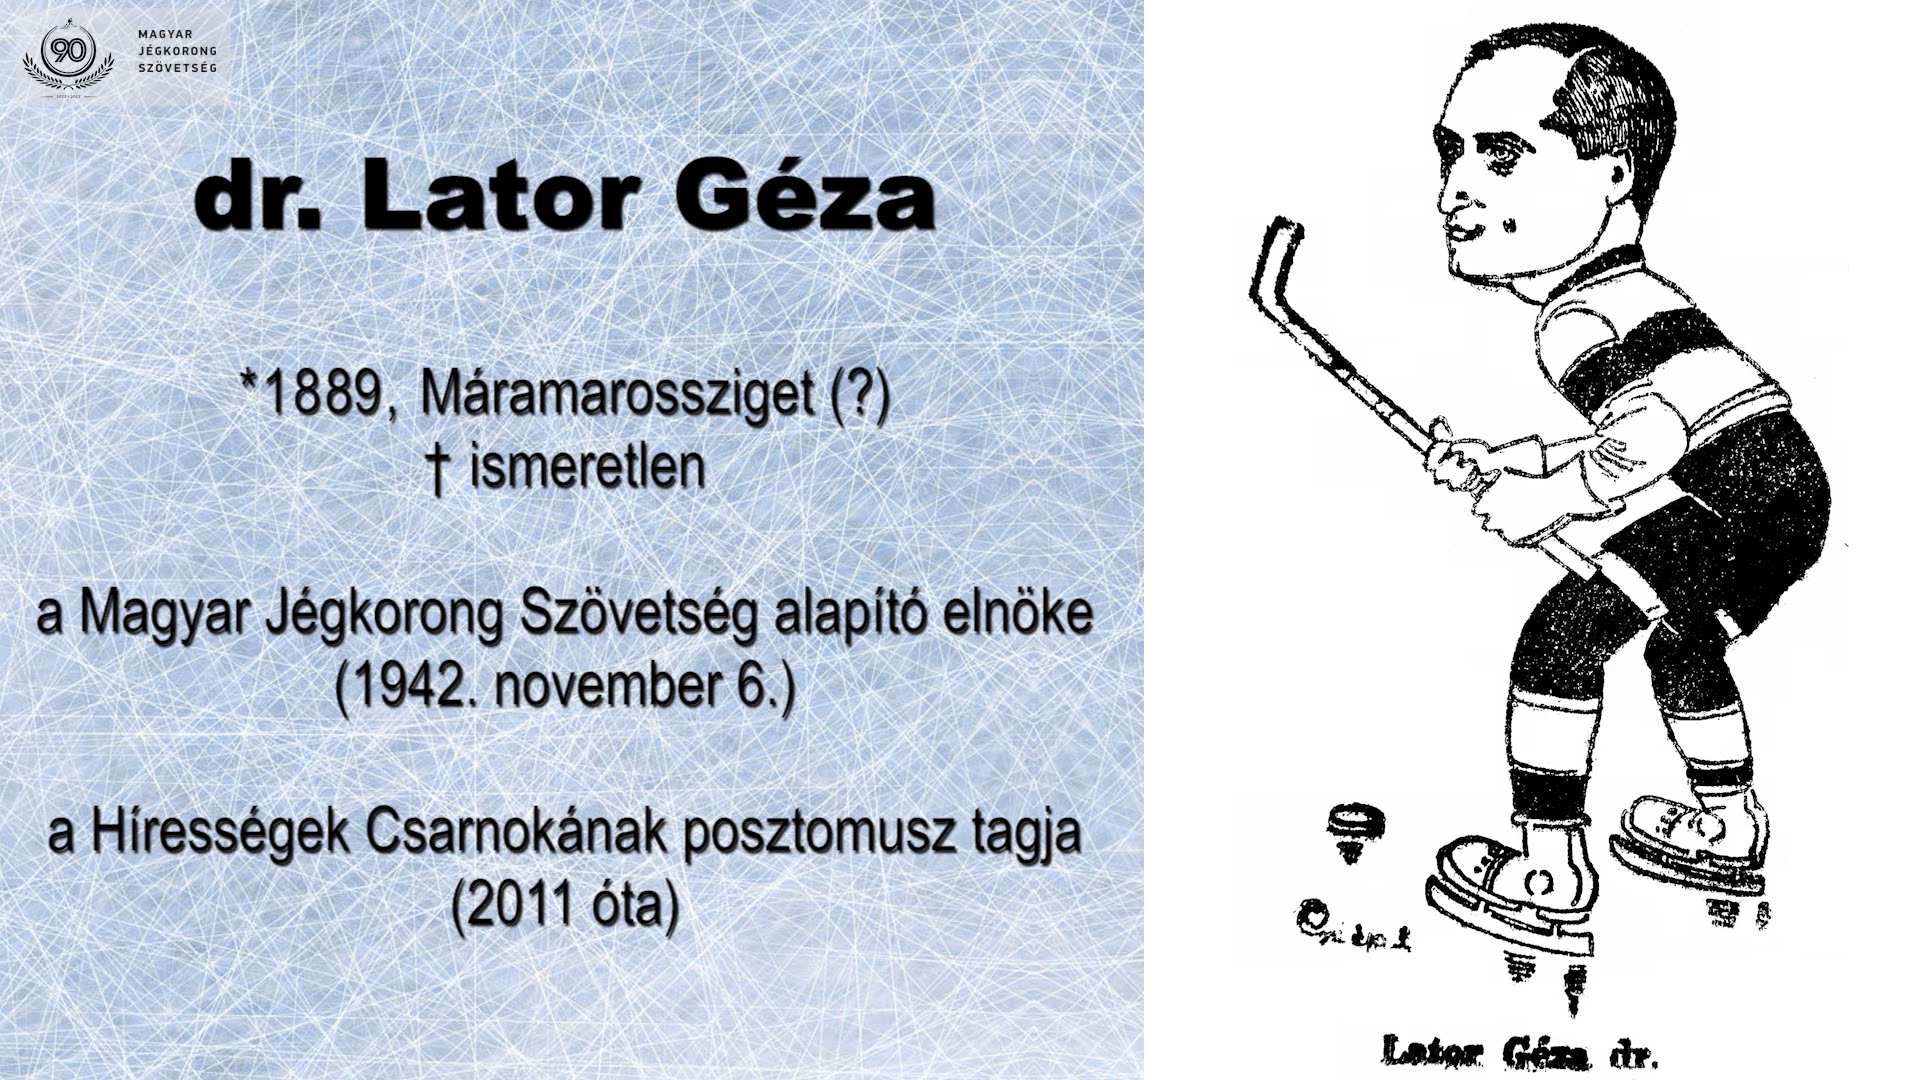 90
MAGYAR
JÉGKORONG
SZÖVETSÉG
dr. Lator Géza
*1889, Máramarossziget (?)
† ismeretlen
a Magyar Jégkorong Szövetség alapító elnöke
(1942. november 6.)
a Hírességek Csarnokának posztomusz tagja
(2011 óta)
Lator Géza dr.